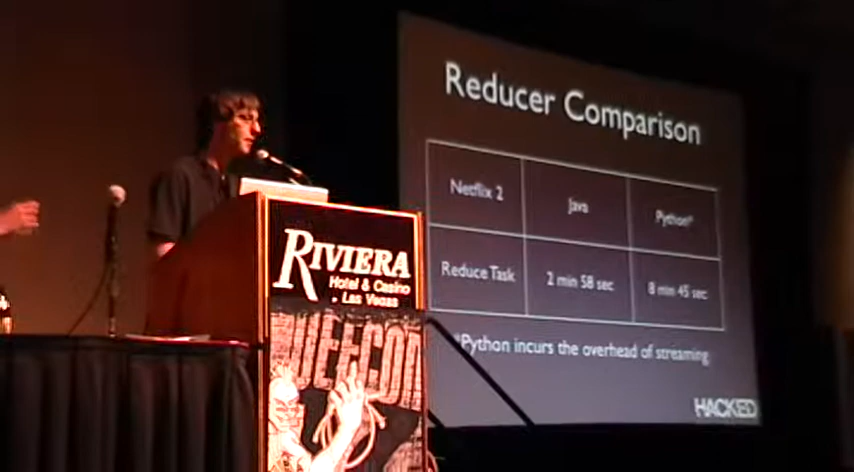 Reducer Comparison
Netflix 2
Java
Python*
Reduce Task
2 min 58 sec
8 min 45 sec
*Python incurs the overhead of streaming
HACKED
RIVIERA
Hotel & Casino
Las Vegas
DEFCON